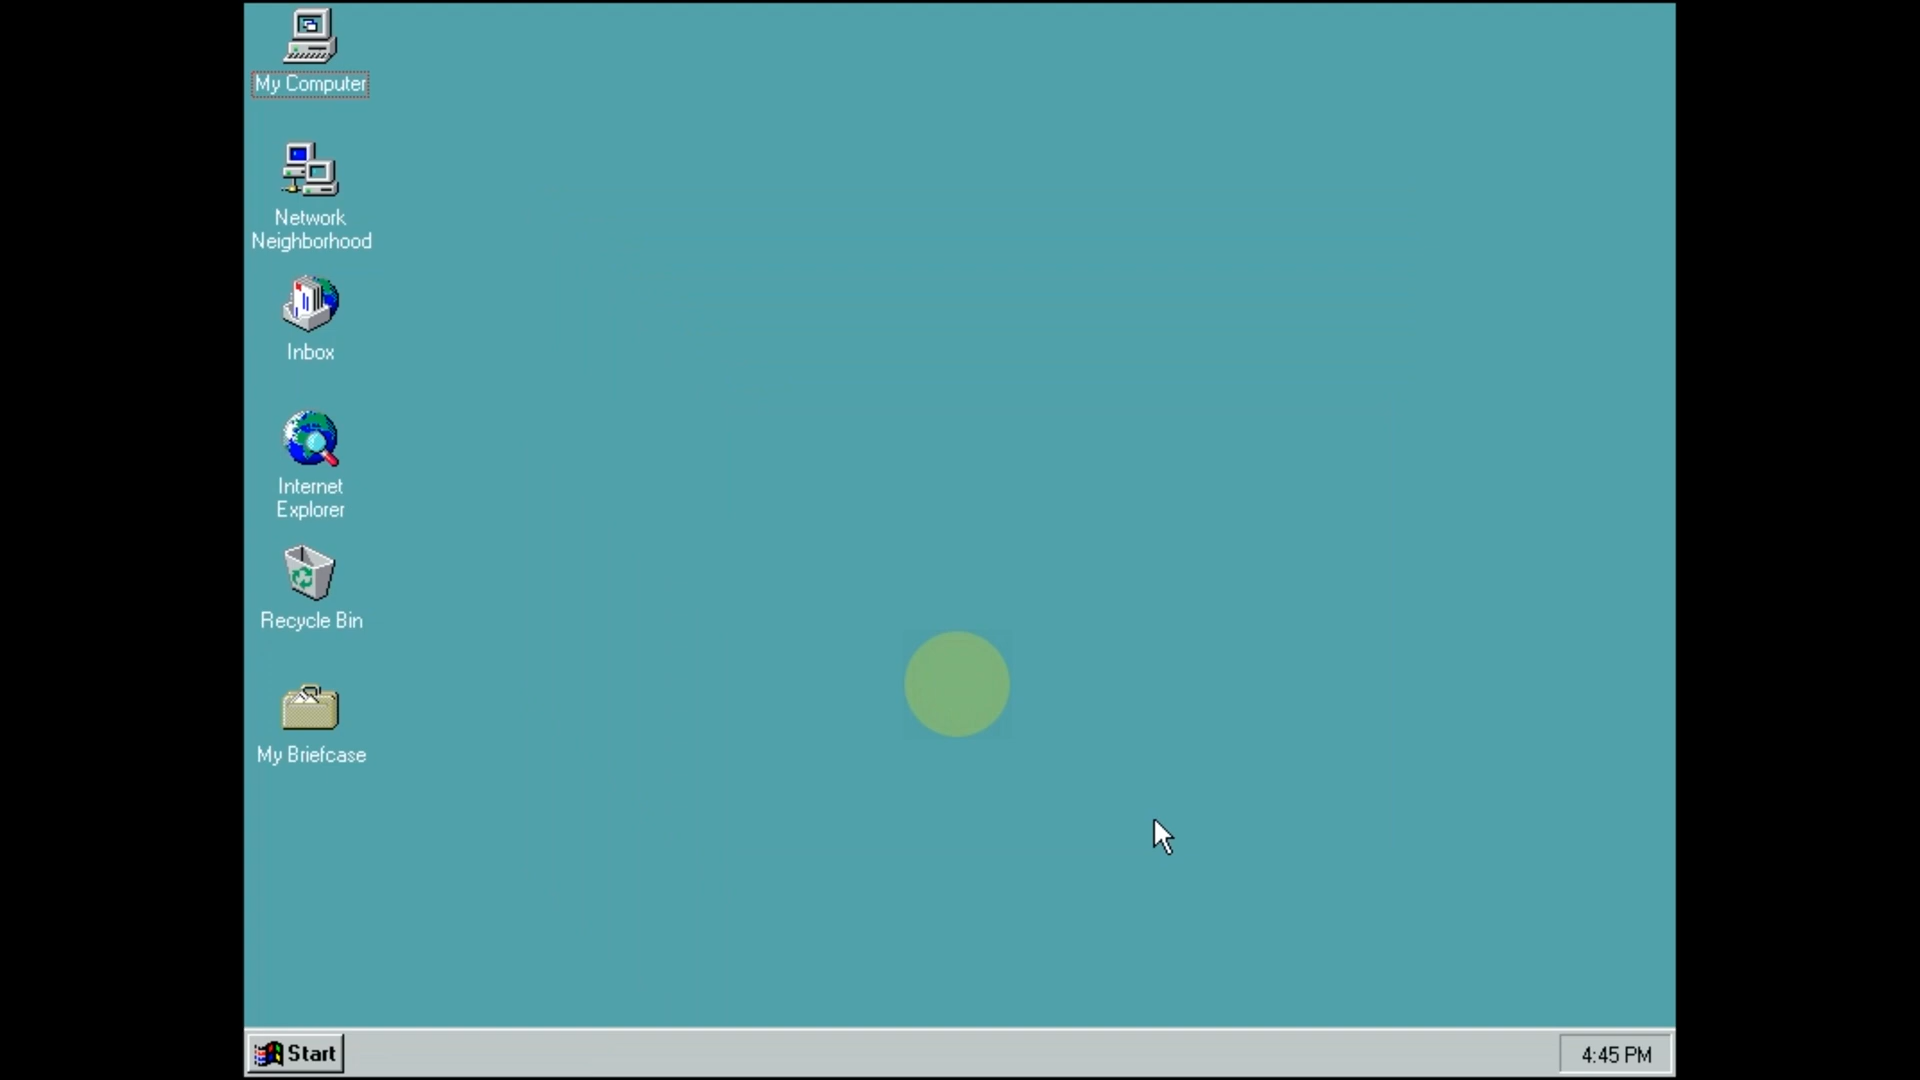 My Computer
Network
Neighborhood
Inbox
Internet
Explorer
Recycle Bin
My Briefcase
Start
4:45 PM